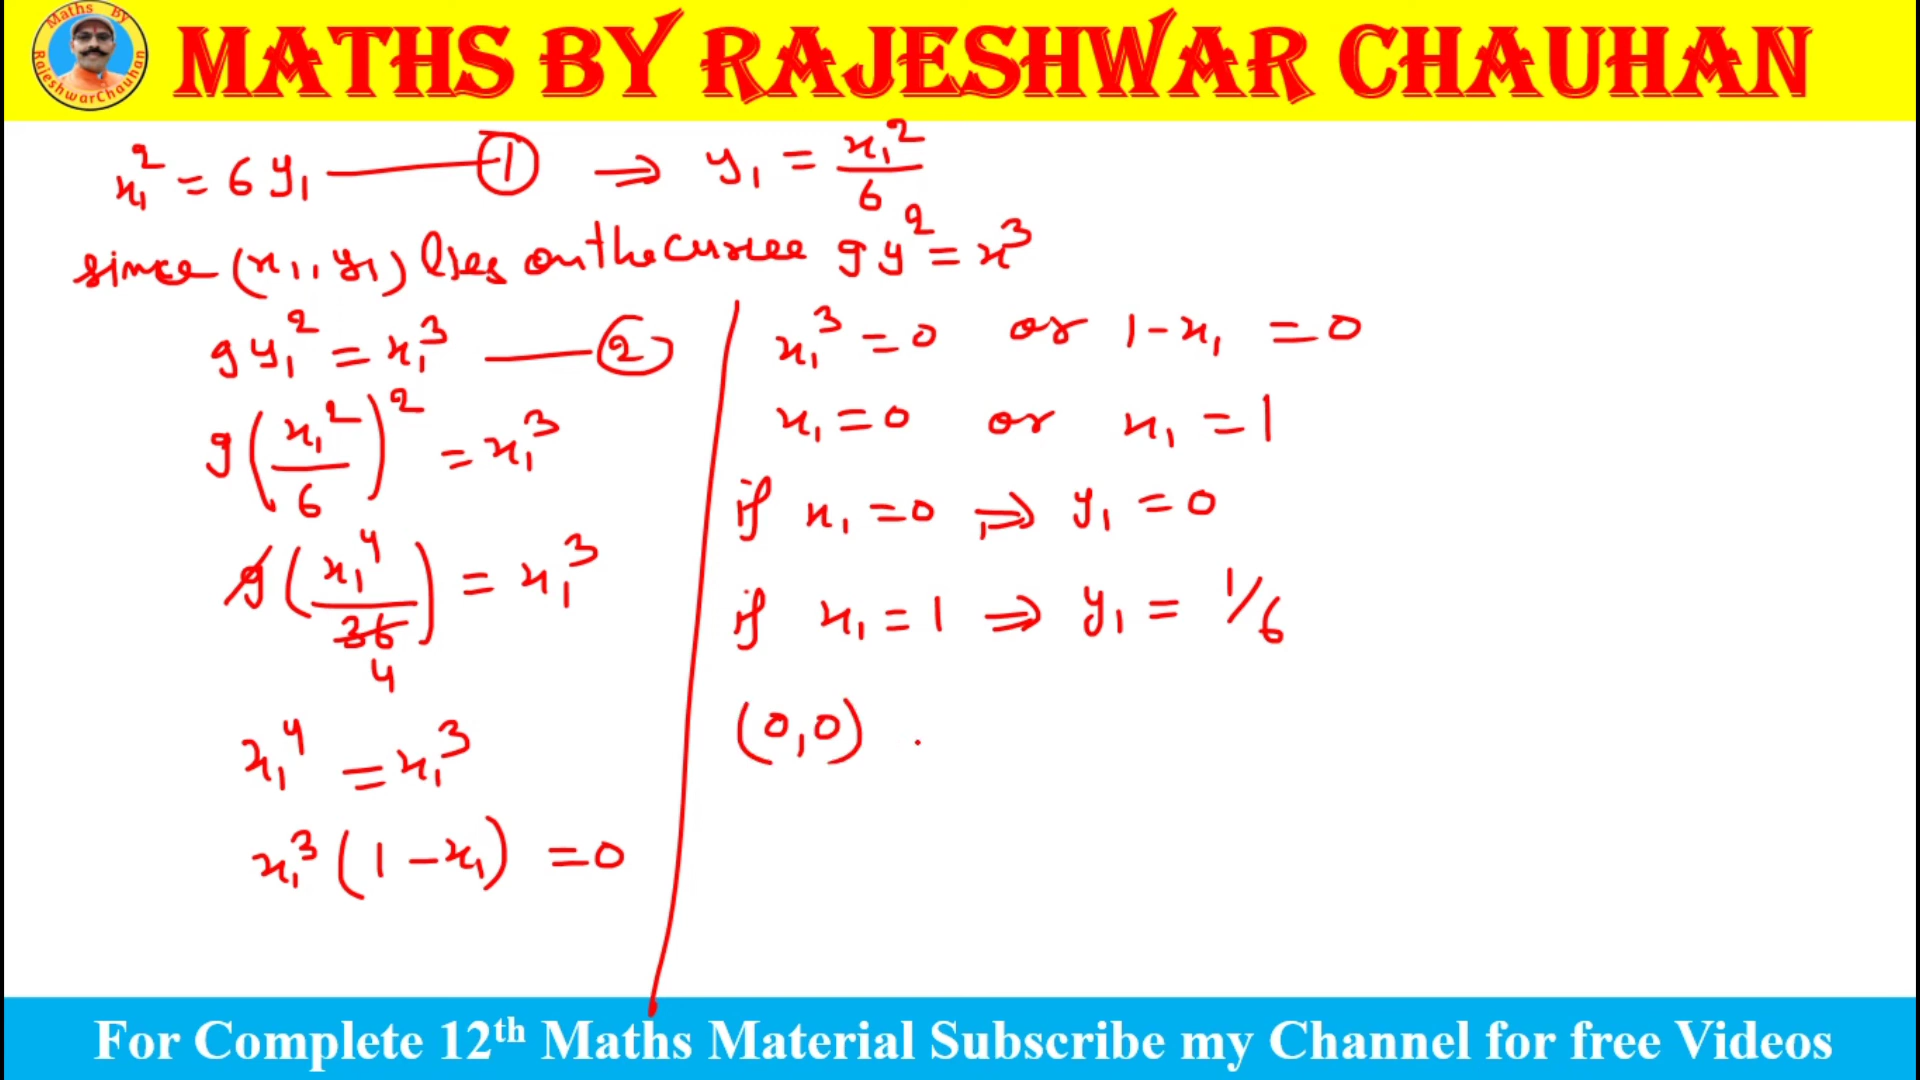 Maths By
RajeshwarChauhan
MATHS BY RAJESHWAR CHAUHAN
x₁² = 6y₁ —— ① ⇒ y₁ = x₁²/6
since (x₁, y₁) lies on the curve 9y² = x³
9y₁² = x₁³ —— ②
9(x₁²/6)² = x₁³
9(x₁⁴/36) = x₁³
4
x₁⁴ = x₁³
x₁³(1-x₁) = 0
x₁³ = 0 or 1-x₁ = 0
x₁ = 0 or x₁ = 1
if x₁ = 0 ⇒ y₁ = 0
if x₁ = 1 ⇒ y₁ = 1/6
(0,0)
For Complete 12th Maths Material Subscribe my Channel for free Videos